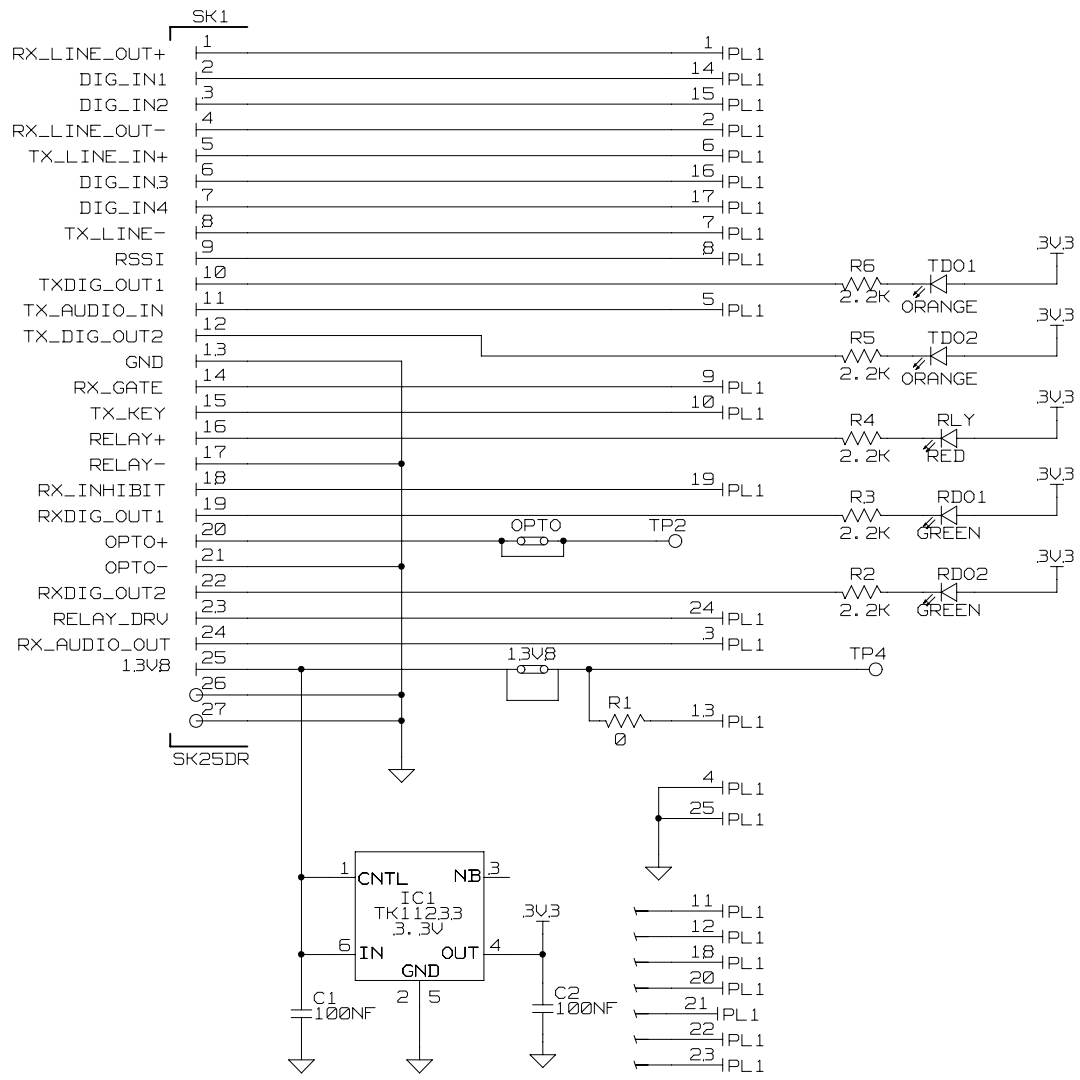 SK1
RX_LINE_OUT+ 1 1 PL1
DIG_IN1 2 14 PL1
DIG_IN2 3 15 PL1
RX_LINE_OUT- 4 2 PL1
TX_LINE_IN+ 5 6 PL1
DIG_IN3 6 16 PL1
DIG_IN4 7 17 PL1
TX_LINE- 8 7 PL1
RSSI 9 8 PL1
3V3
TXDIG_OUT1 10 R6 2.2K TDO1 ORANGE
TX_AUDIO_IN 11 5 PL1
3V3
TX_DIG_OUT2 12 R5 2.2K TDO2 ORANGE
GND 13
RX_GATE 14 9 PL1
TX_KEY 15 10 PL1
3V3
RELAY+ 16 R4 2.2K RLY RED
RELAY- 17
RX_INHIBIT 18 19 PL1
3V3
RXDIG_OUT1 19 R3 2.2K RDO1 GREEN
OPTO+ 20 OPTO TP2
OPTO- 21
3V3
RXDIG_OUT2 22 R2 2.2K RDO2 GREEN
RELAY_DRV 23 24 PL1
RX_AUDIO_OUT 24 3 PL1
13V8 25 13V8 TP4
26
27 R1 0 13 PL1
SK25DR
4 PL1
25 PL1
1 CNTL NB 3
IC1
TK11233
3.3V
6 IN OUT 4
GND
2 5
3V3
C1
100NF
C2
100NF
11 PL1
12 PL1
18 PL1
20 PL1
21 PL1
22 PL1
23 PL1